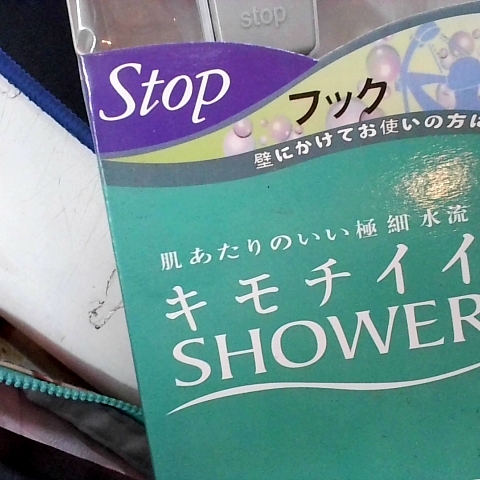 stop
Stop
フック
壁にかけてお使いの方は
肌あたりのいい極細水流
キモチイイ
SHOWER